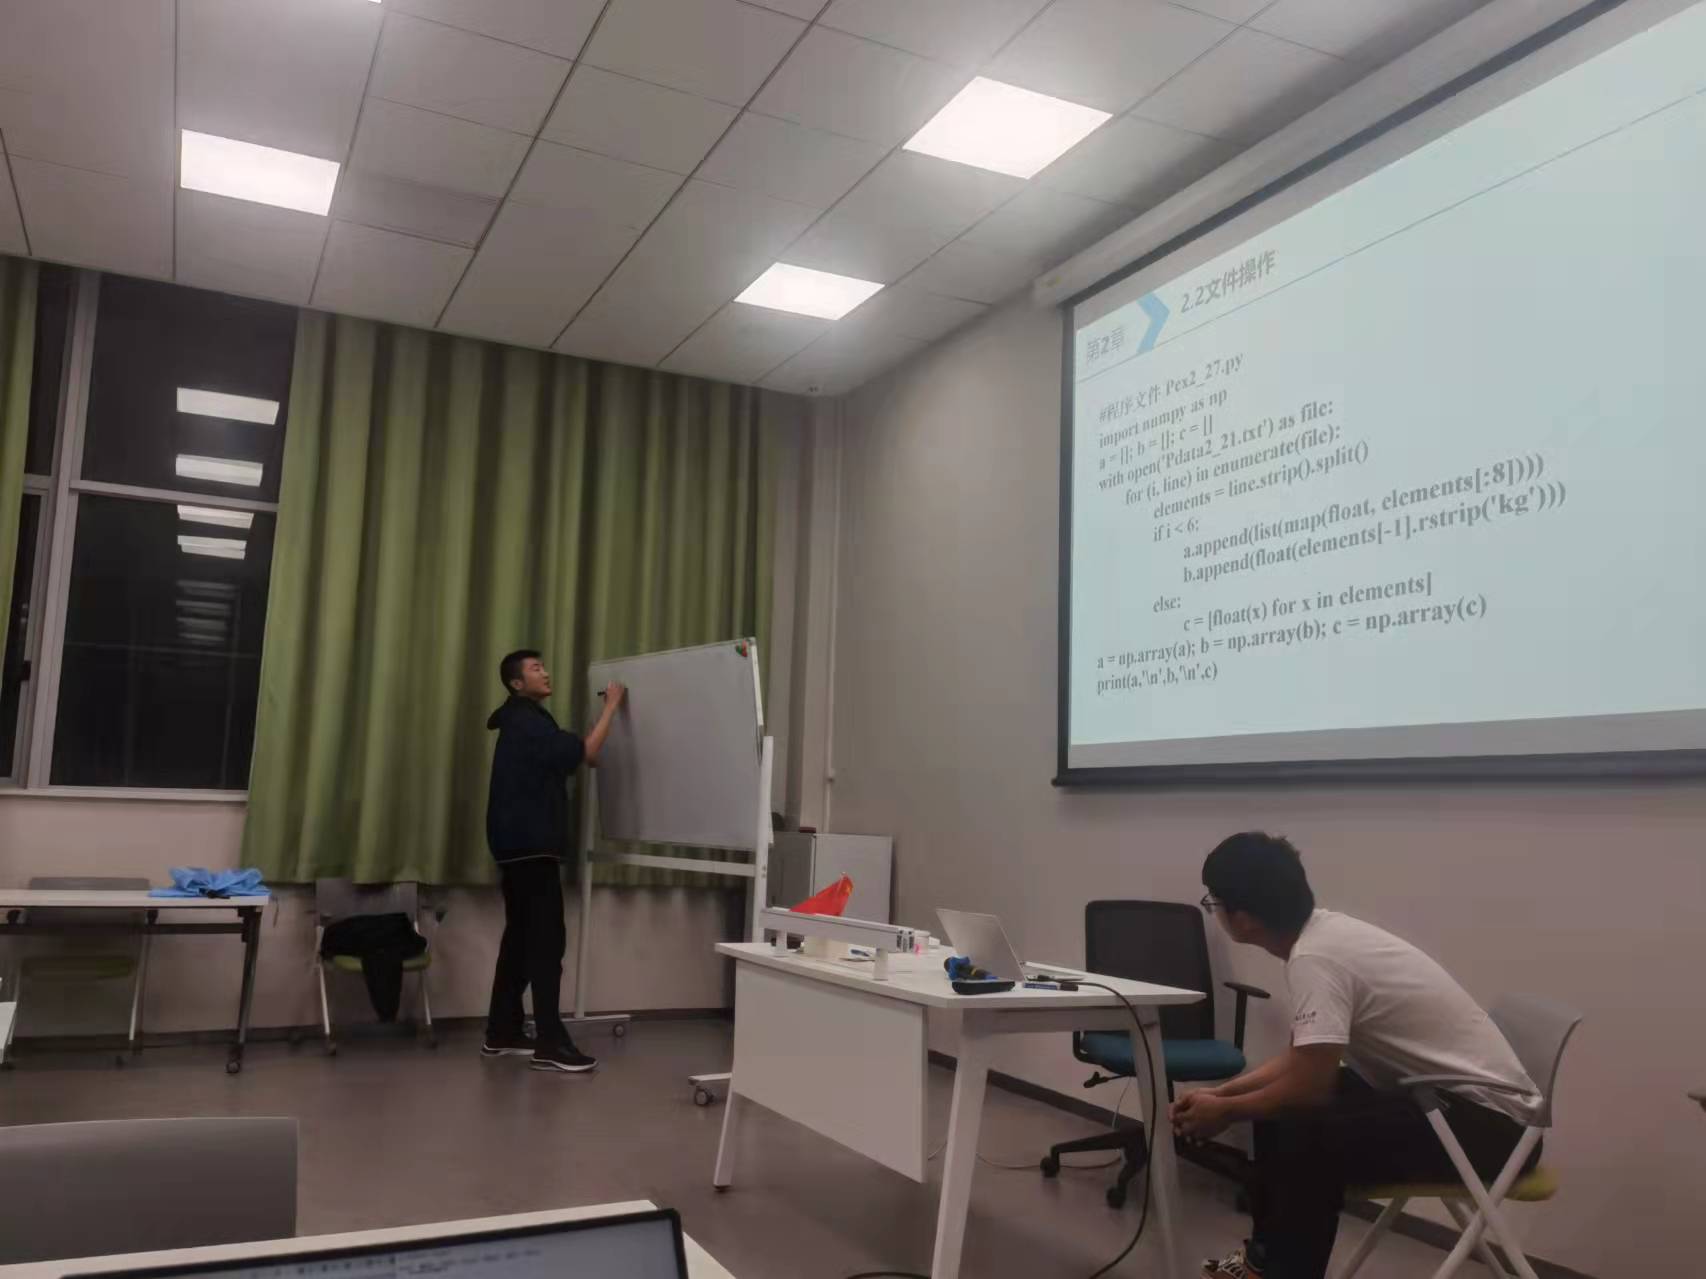 第2章
2.2文件操作
#程序文件 Pex2_27.py
import numpy as np
a = []; b = []; c = []
with open('Pdata2_21.txt') as file:
for (i, line) in enumerate(file):
elements = line.strip().split()
if i < 6:
a.append(list(map(float, elements[:8])))
b.append(float(elements[-1].rstrip('kg')))
else:
c = [float(x) for x in elements]
a = np.array(a); b = np.array(b); c = np.array(c)
print(a,'\n',b,'\n',c)